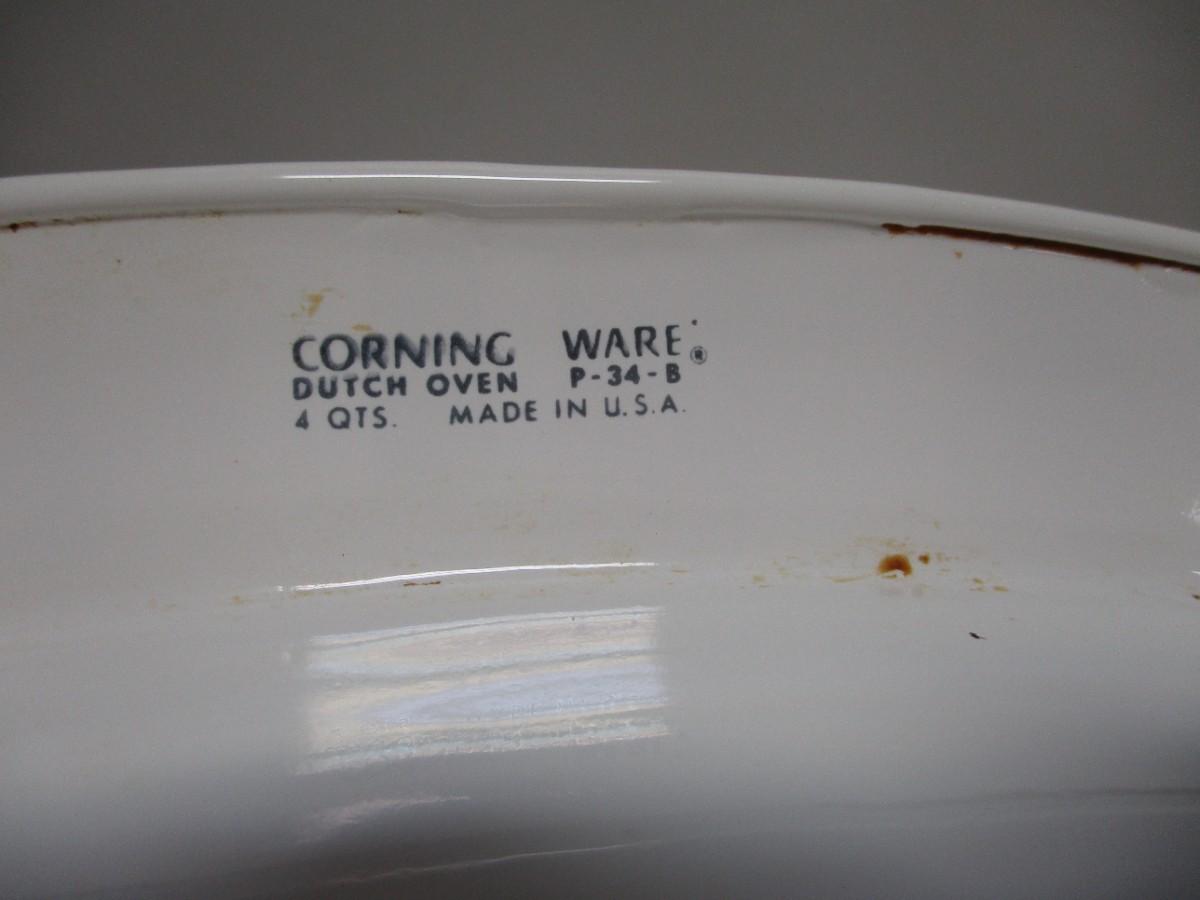 CORNING WARE®
DUTCH OVEN P-34-B
4 QTS. MADE IN U.S.A.